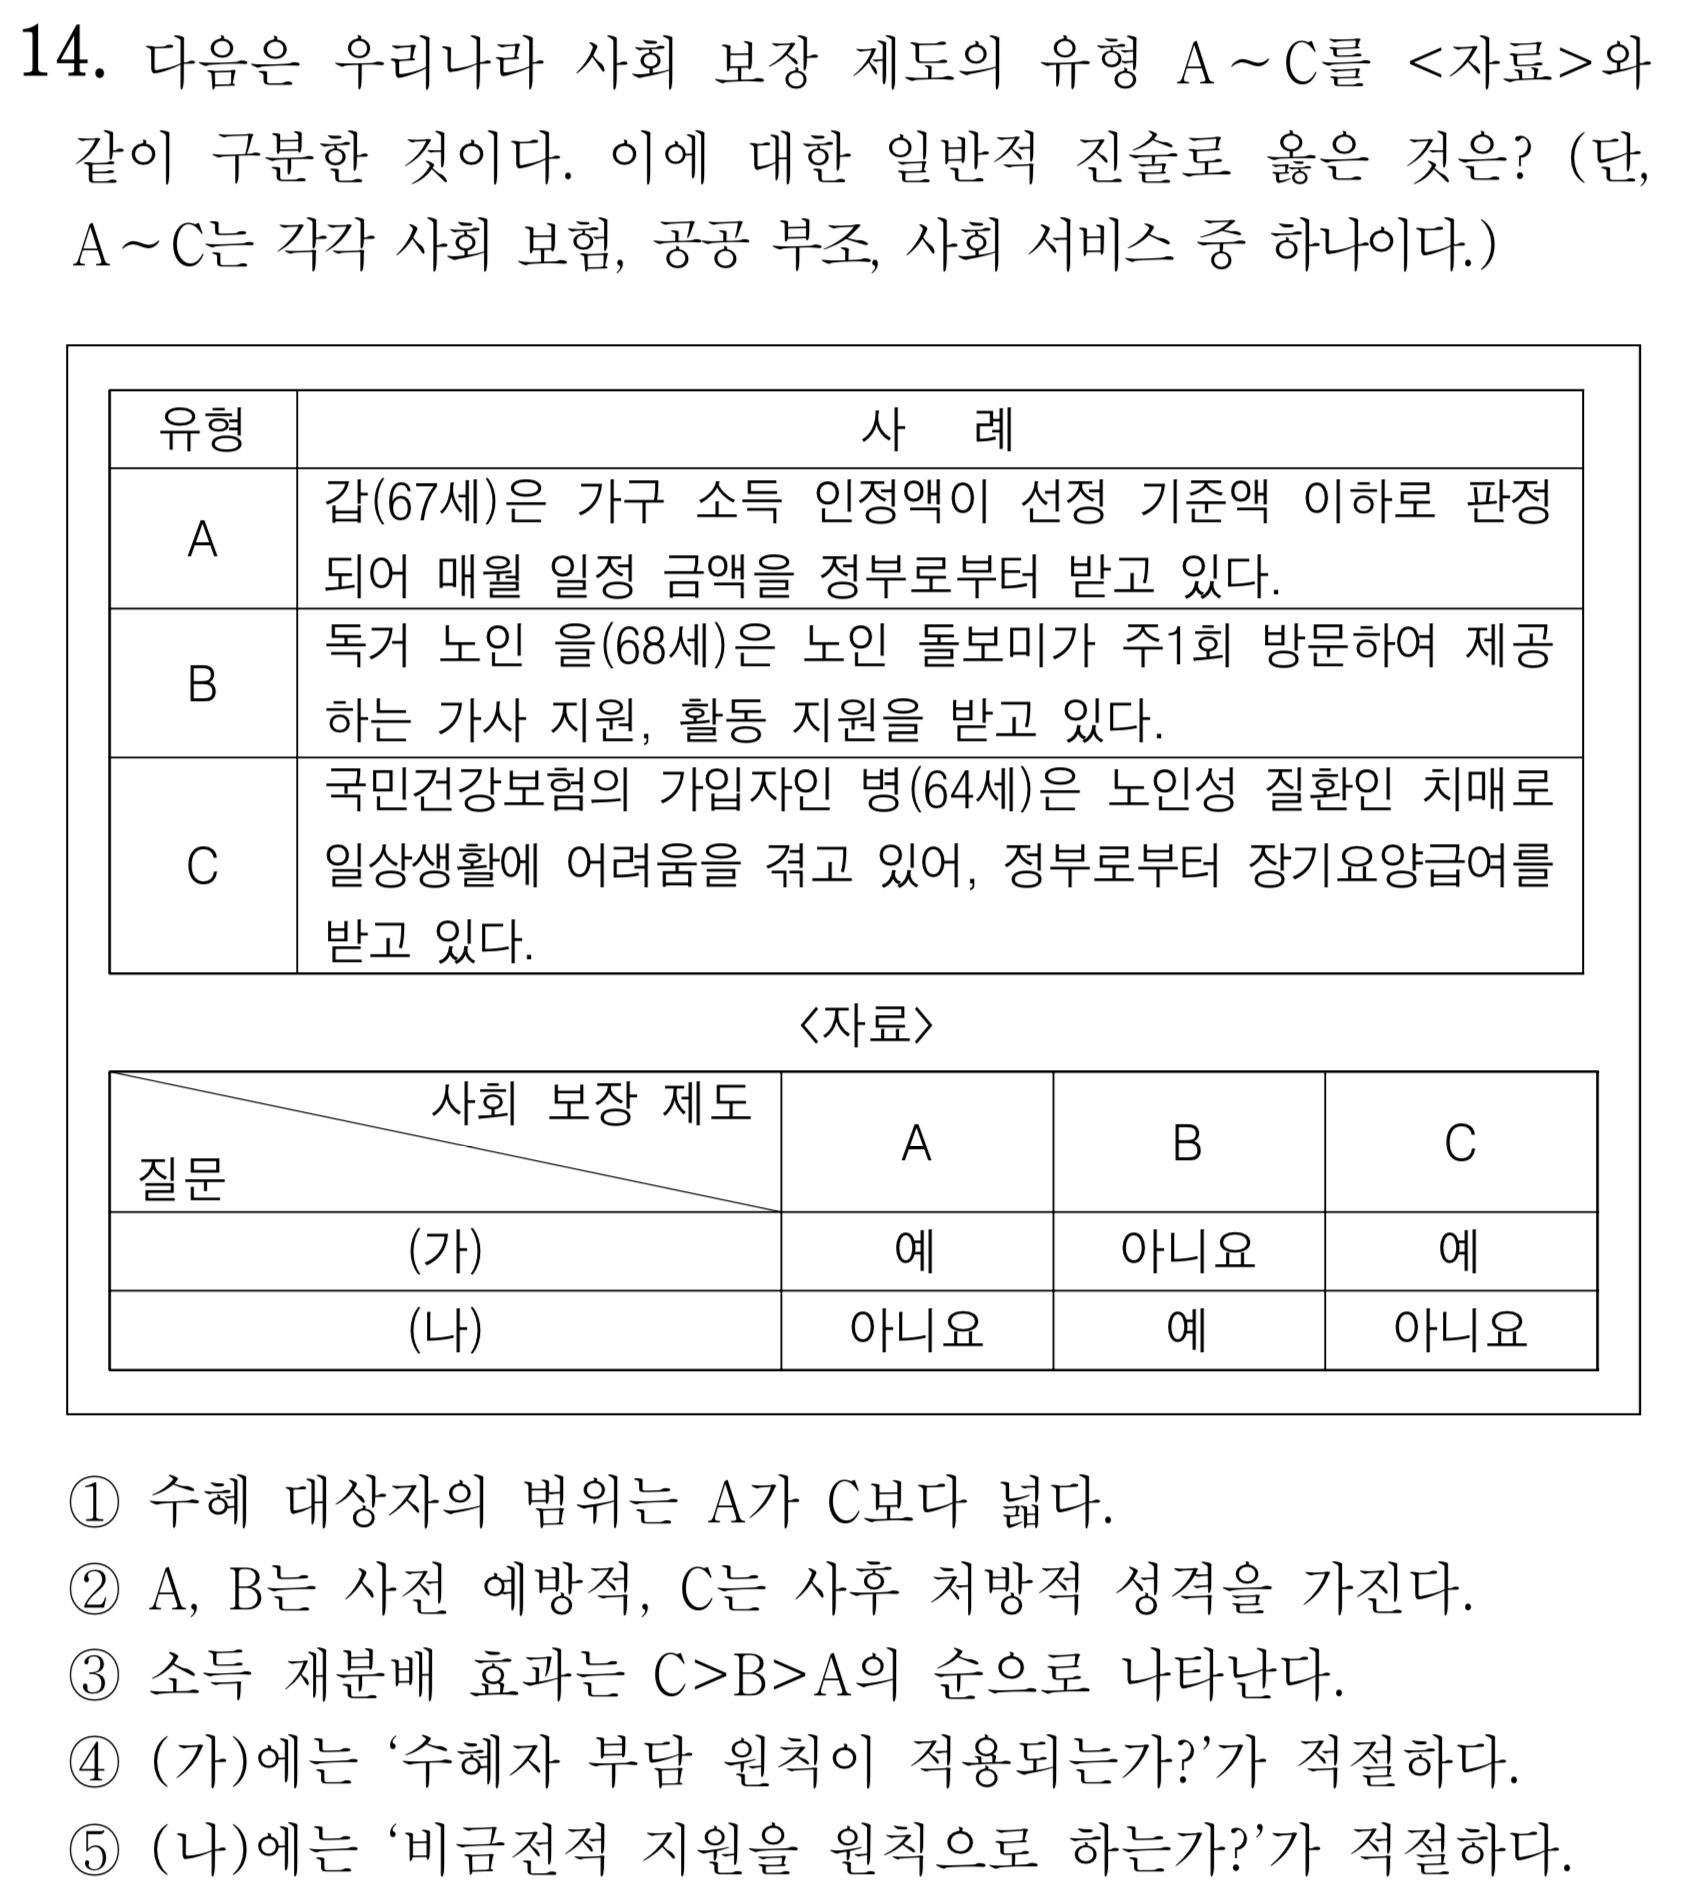 14. 다음은 우리나라 사회 보장 제도의 유형 A~C를 <자료>와
같이 구분한 것이다. 이에 대한 일반적 진술로 옳은 것은? (단,
A~C는 각각 사회 보험, 공공 부조, 사회 서비스 중 하나이다.)
유형 사 례
A 갑(67세)은 가구 소득 인정액이 선정 기준액 이하로 판정
되어 매월 일정 금액을 정부로부터 받고 있다.
B 독거 노인 을(68세)은 노인 돌보미가 주1회 방문하여 제공
하는 가사 지원, 활동 지원을 받고 있다.
C 국민건강보험의 가입자인 병(64세)은 노인성 질환인 치매로
일상생활에 어려움을 겪고 있어, 정부로부터 장기요양급여를
받고 있다.
<자료>
사회 보장 제도
질문 A B C
(가) 예 아니요 예
(나) 아니요 예 아니요
① 수혜 대상자의 범위는 A가 C보다 넓다.
② A, B는 사전 예방적, C는 사후 처방적 성격을 가진다.
③ 소득 재분배 효과는 C>B>A의 순으로 나타난다.
④ (가)에는 ‘수혜자 부담 원칙이 적용되는가?’가 적절하다.
⑤ (나)에는 ‘비금전적 지원을 원칙으로 하는가?’가 적절하다.